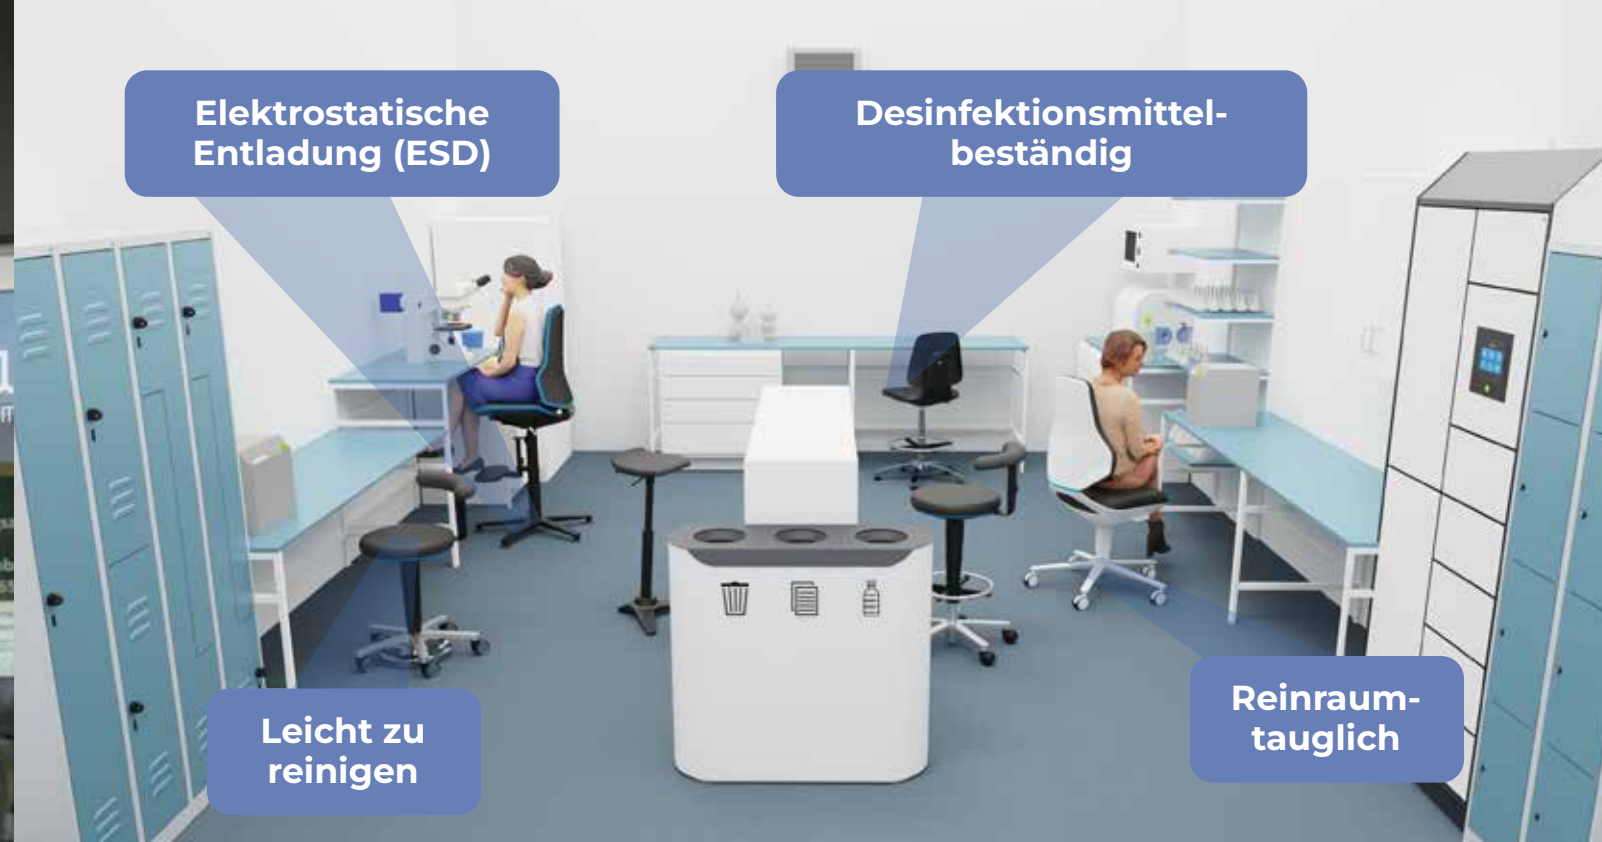 Elektrostatische
Entladung (ESD)
Desinfektionsmittel-
beständig
Leicht zu
reinigen
Reinraum-
tauglich